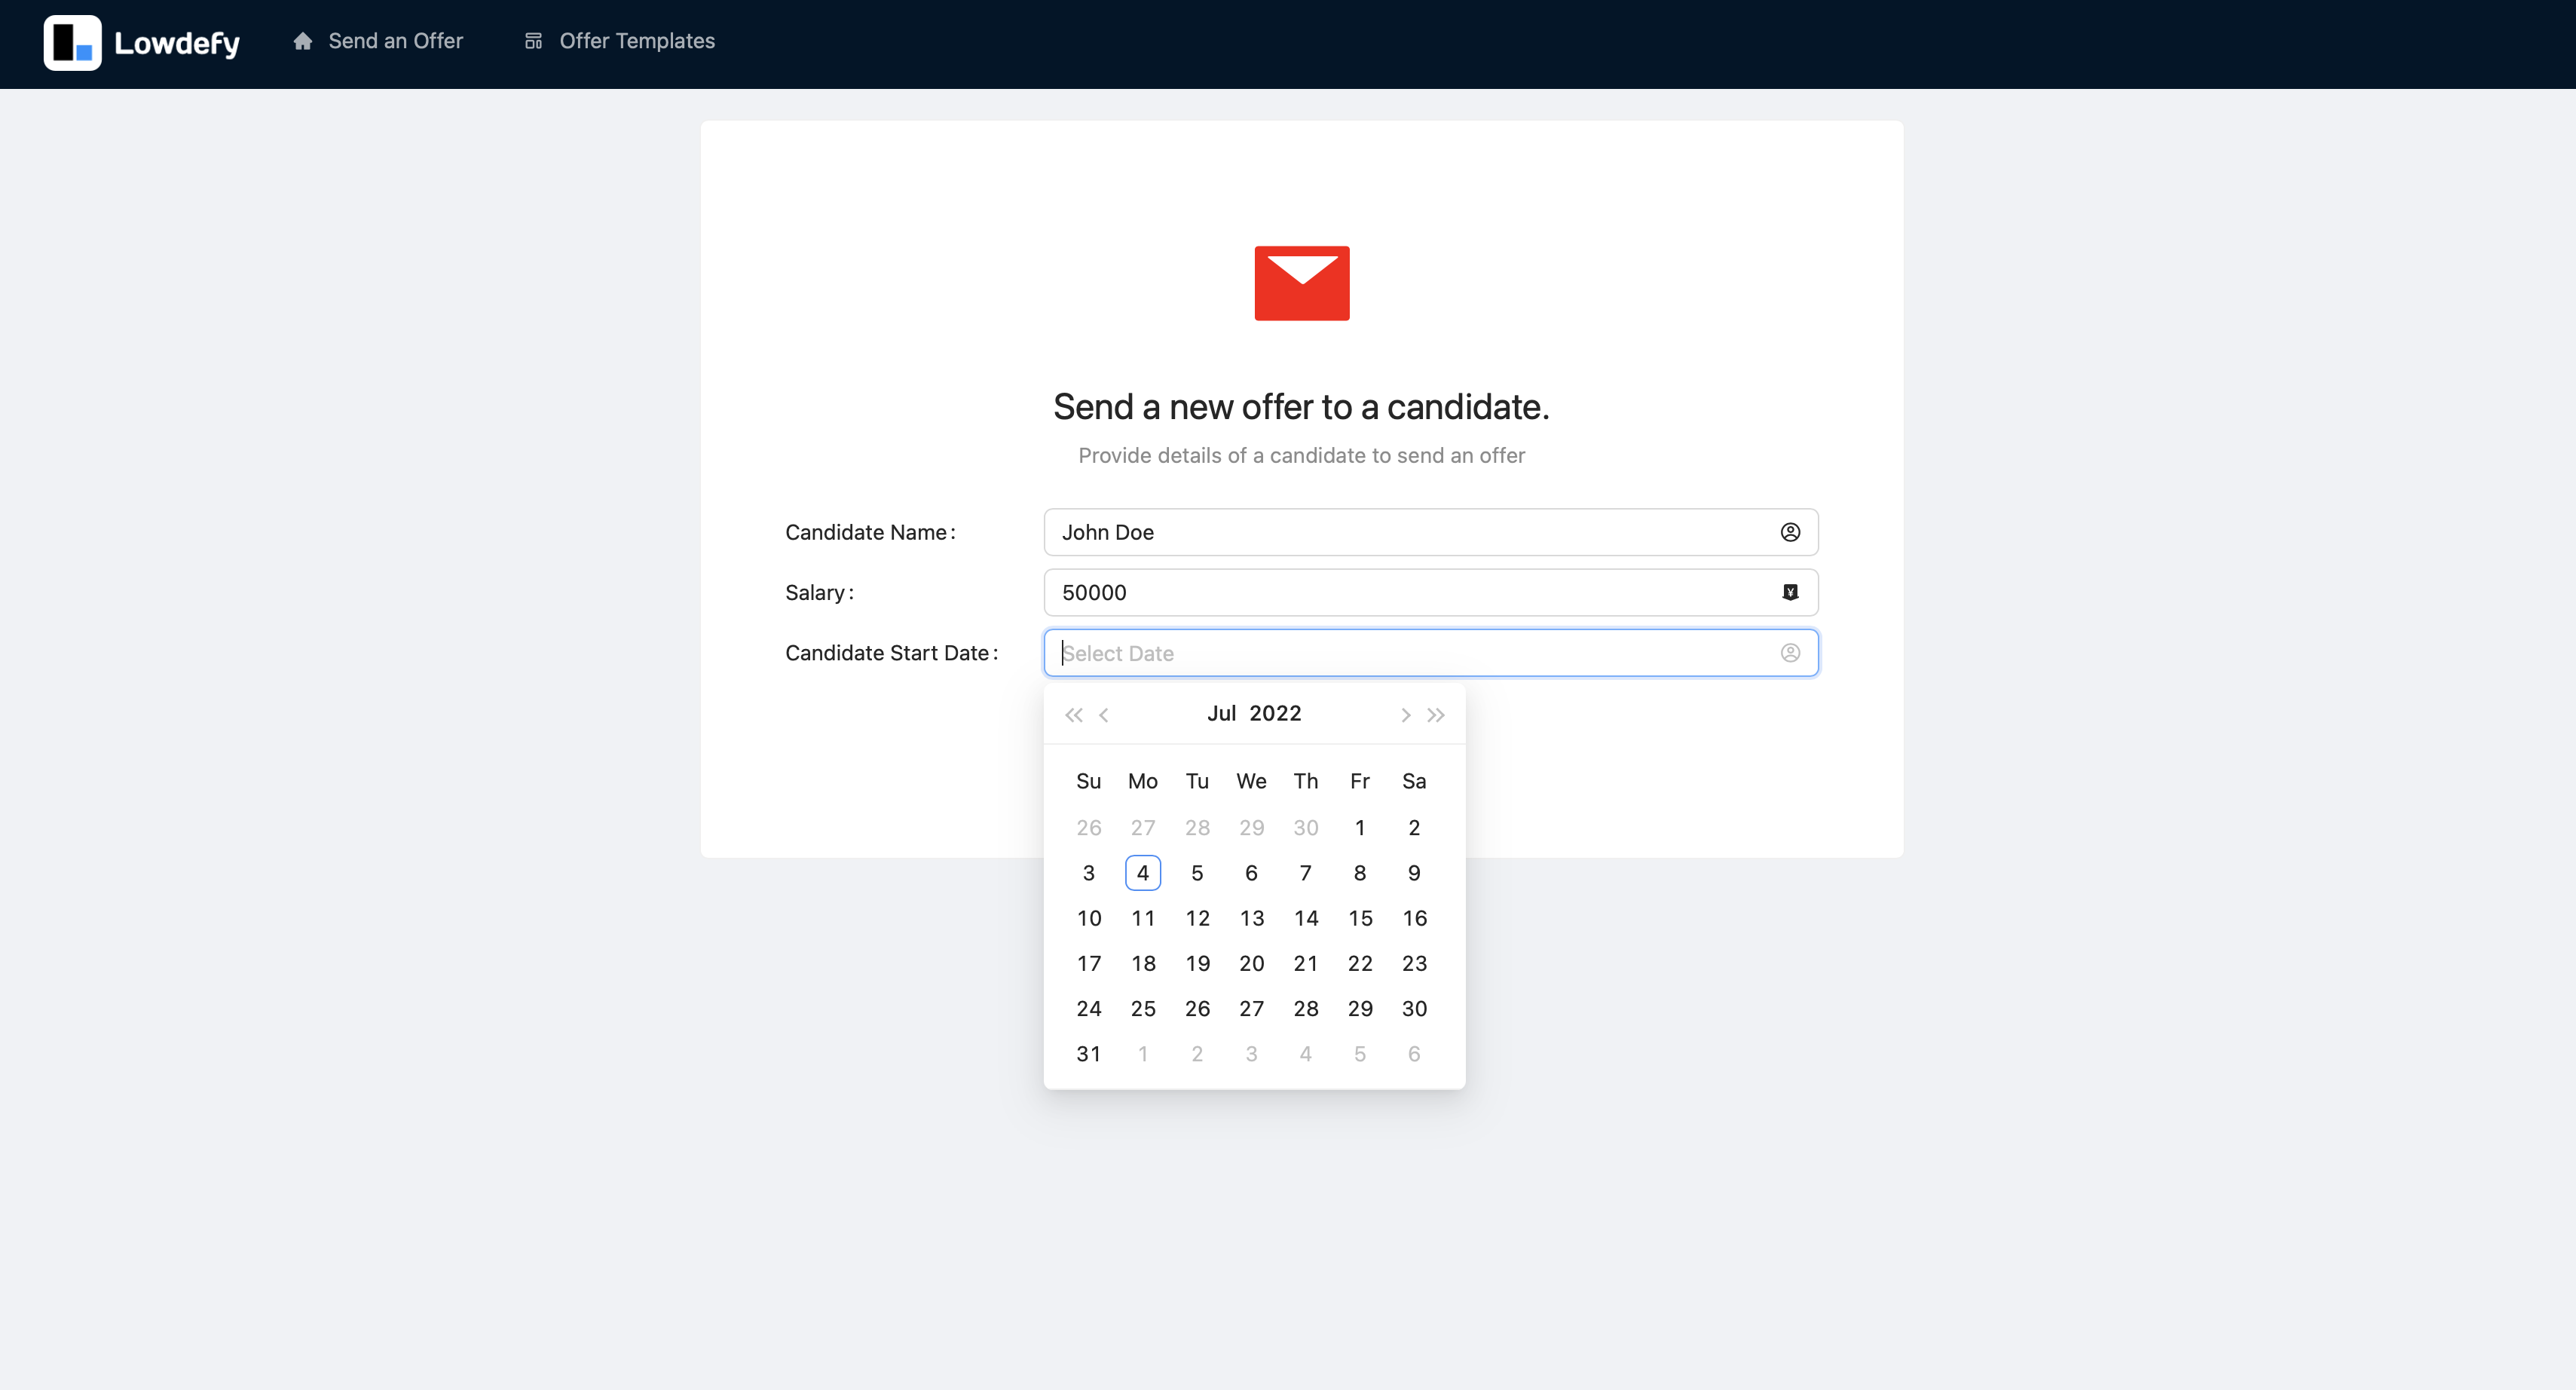 Lowdefy Send an Offer Offer Templates
Send a new offer to a candidate.
Provide details of a candidate to send an offer
Candidate Name: John Doe
Salary: 50000 ¥
Candidate Start Date: Select Date
Jul 2022
Su Mo Tu We Th Fr Sa
26 27 28 29 30 1 2
3 4 5 6 7 8 9
10 11 12 13 14 15 16
17 18 19 20 21 22 23
24 25 26 27 28 29 30
31 1 2 3 4 5 6